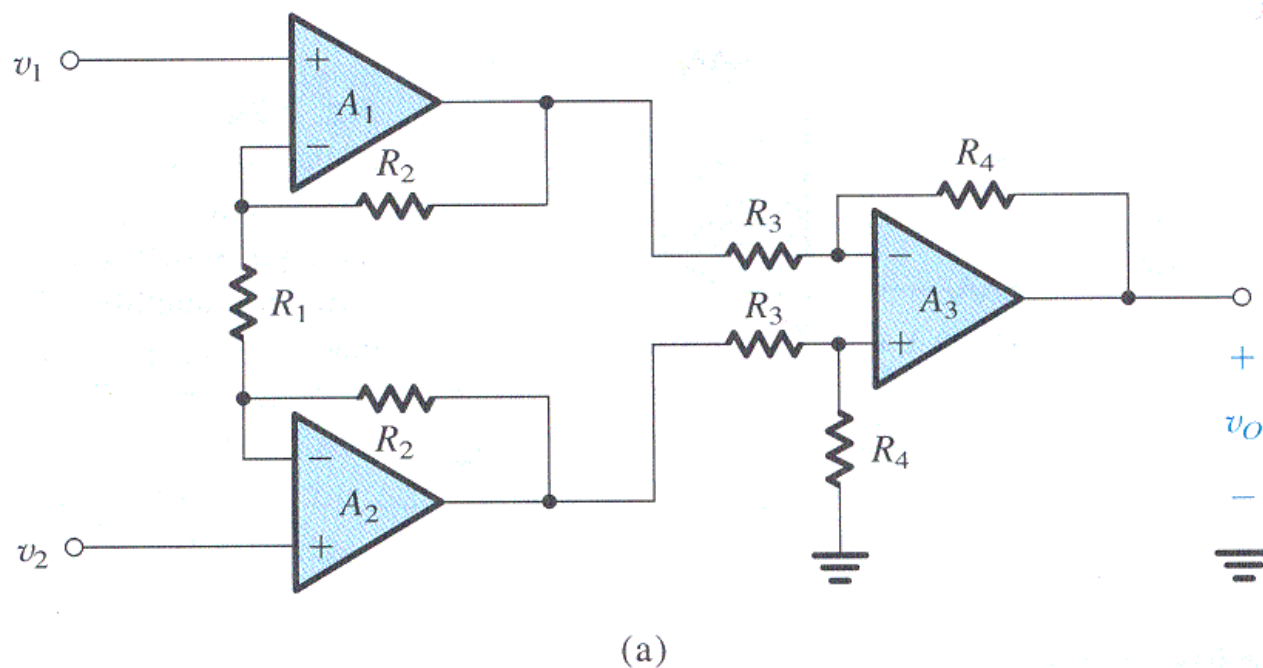 v1
+
A1
−
R2
R4
R3
−
R1
R3
A3
+
+
R2
vO
−
R4
A2
−
v2
+
(a)